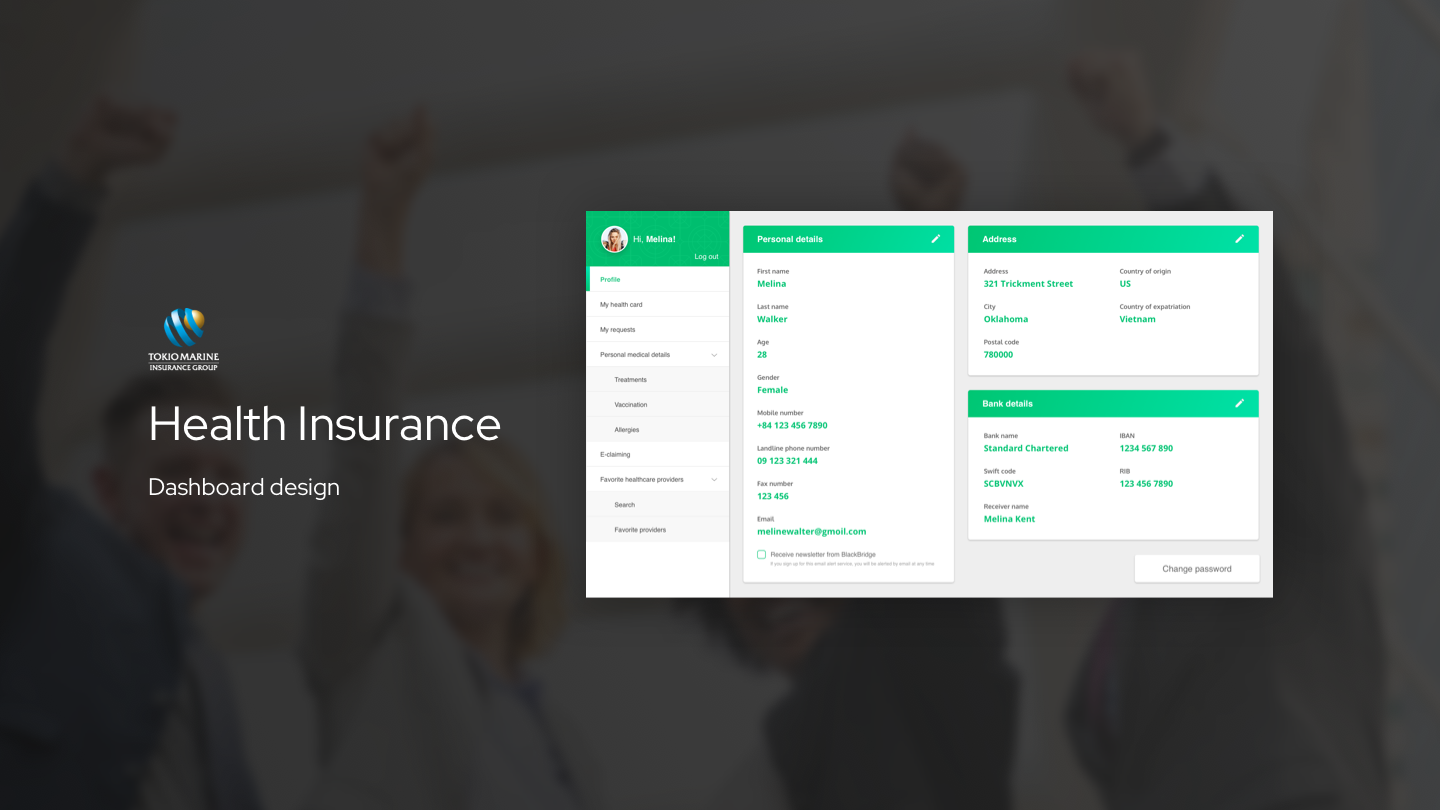 TOKIO MARINE
INSURANCE GROUP
Health Insurance
Dashboard design
Hi, Melina!
Log out
Profile
My health card
My requests
Personal medical details
Treatments
Vaccination
Allergies
E-claiming
Favorite healthcare providers
Search
Favorite providers
Personal details
First name
Melina
Last name
Walker
Age
28
Gender
Female
Mobile number
+84 123 456 7890
Landline phone number
09 123 321 444
Fax number
123 456
Email
melinewalter@gmoil.com
Receive newsletter from BlackBridge
If you sign up for this email alert service, you will be alerted by email at any time.
Address
Address
321 Trickment Street
Country of origin
US
City
Oklahoma
Country of expatriation
Vietnam
Postal code
780000
Bank details
Bank name
Standard Chartered
IBAN
1234 567 890
Swift code
SCBVNVX
RIB
123 456 7890
Receiver name
Melina Kent
Change password